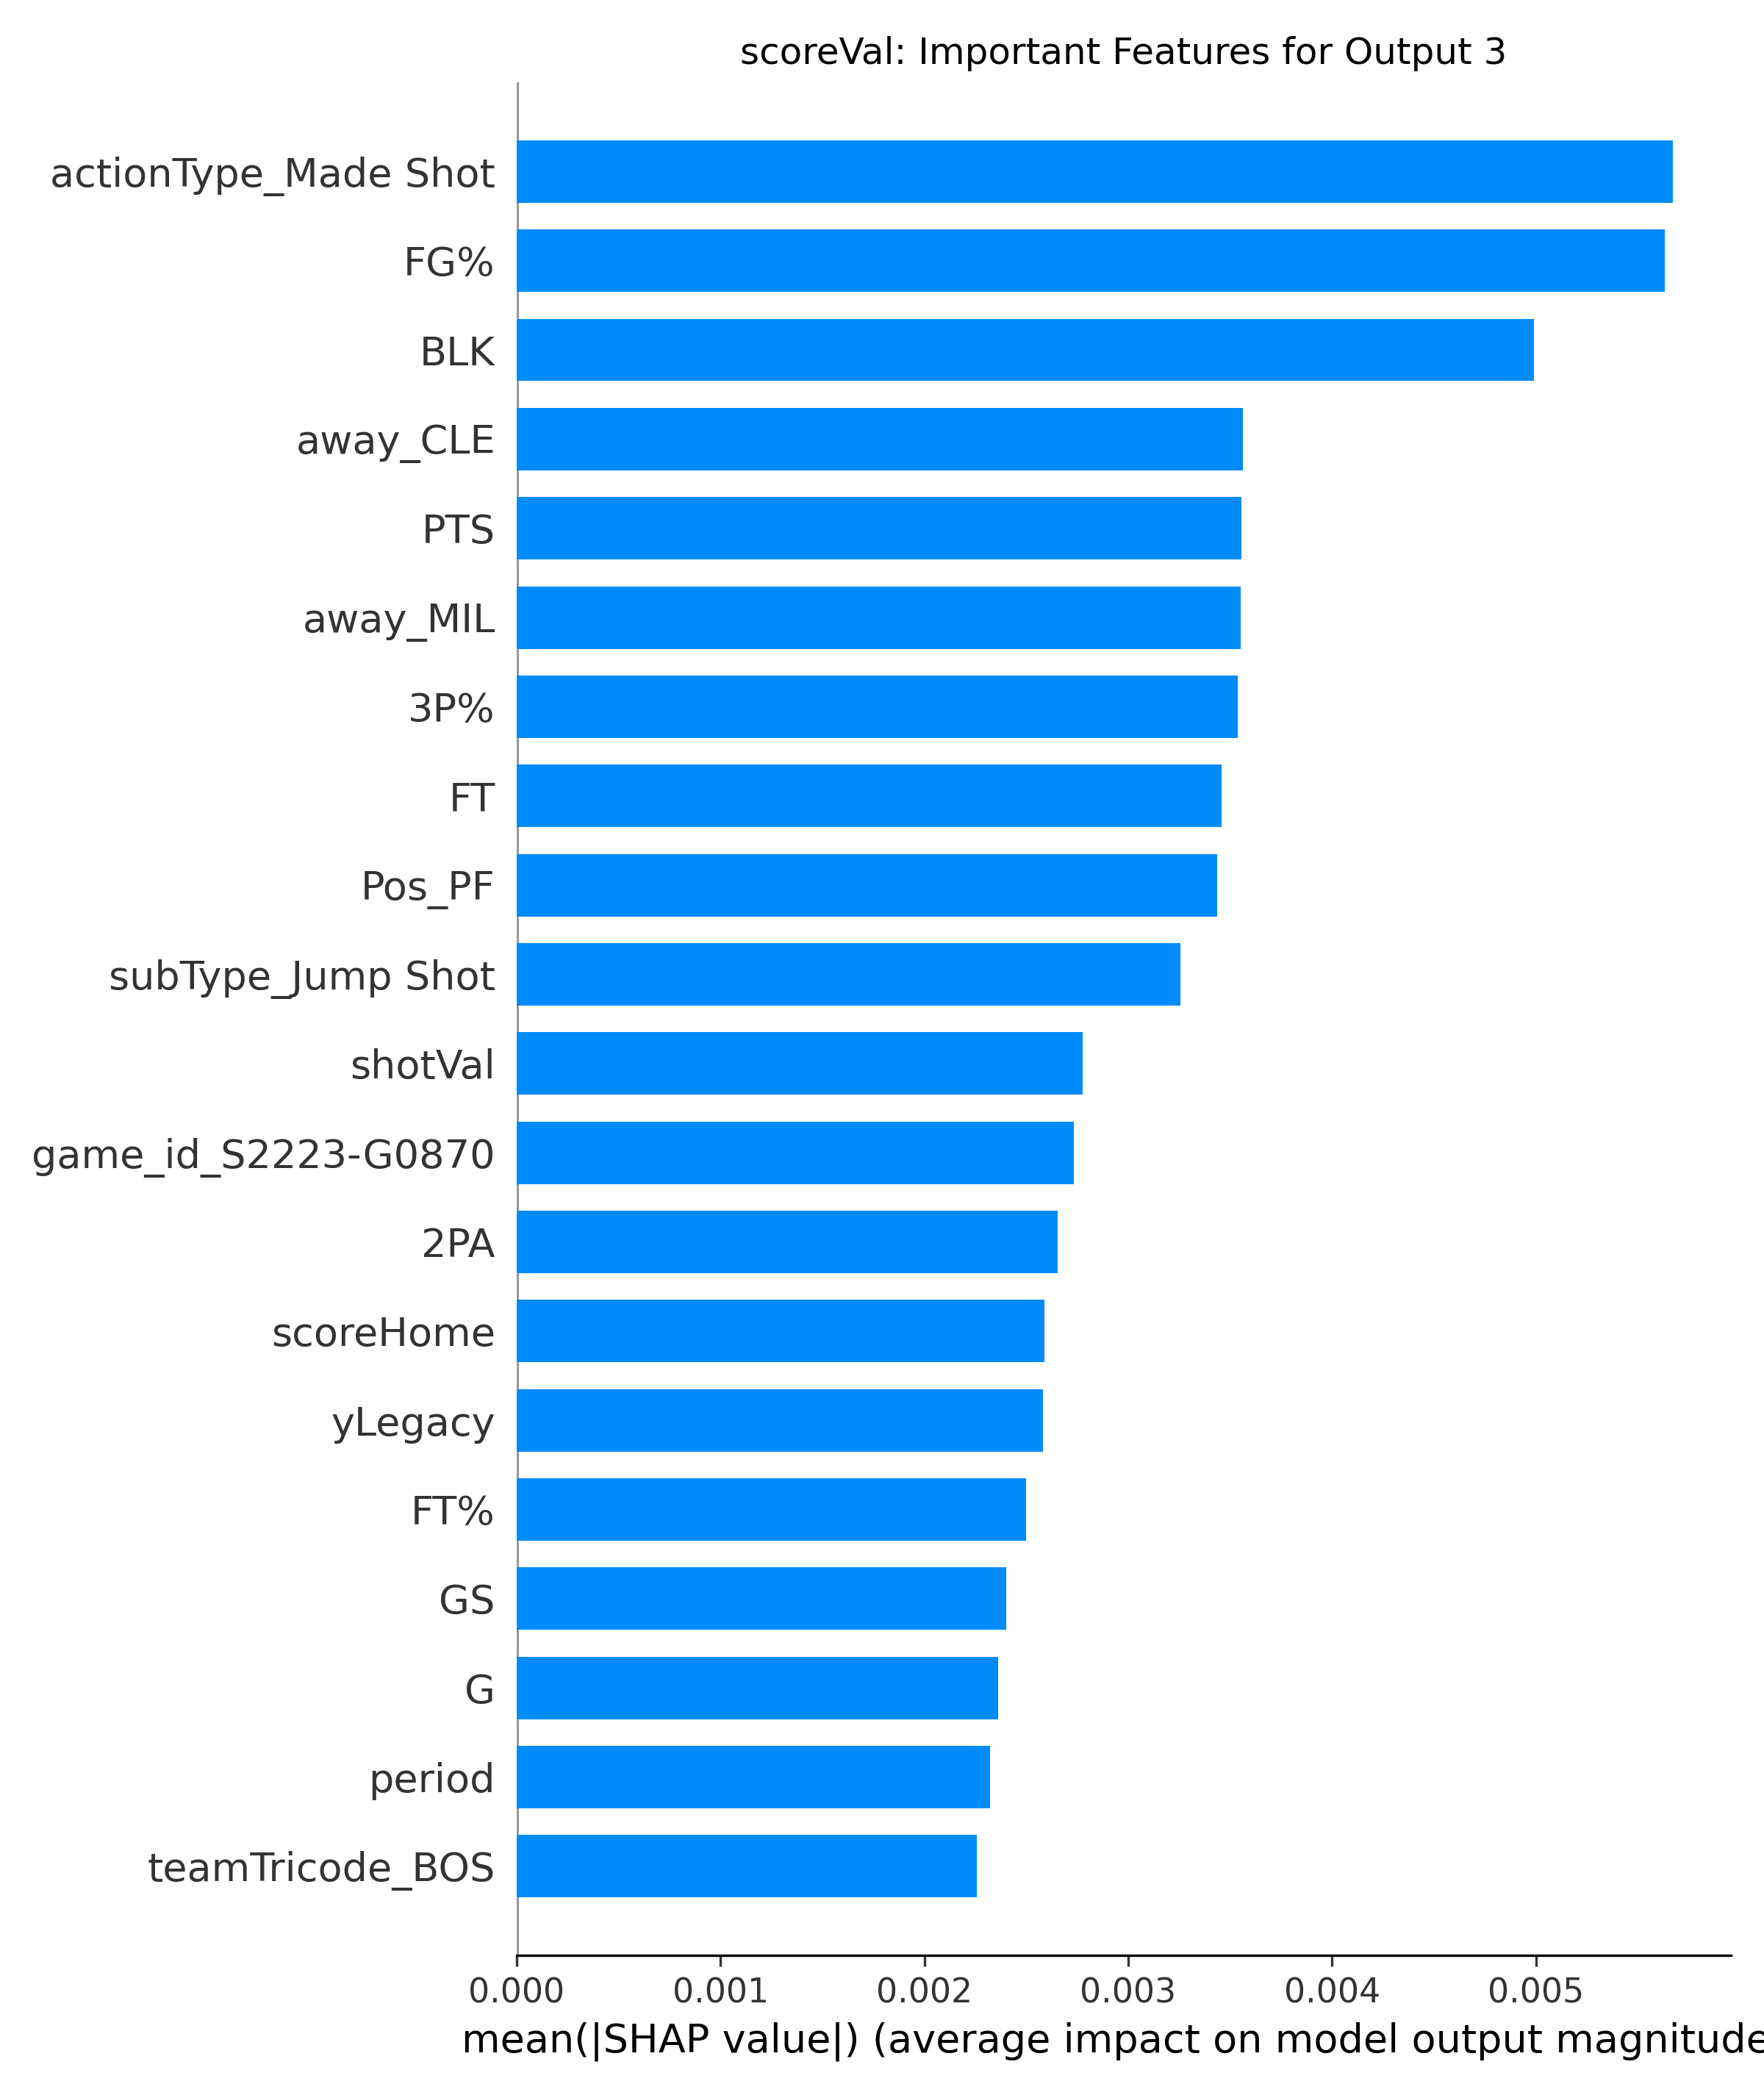 scoreVal: Important Features for Output 3
actionType_Made Shot
FG%
BLK
away_CLE
PTS
away_MIL
3P%
FT
Pos_PF
subType_Jump Shot
shotVal
game_id_S2223-G0870
2PA
scoreHome
yLegacy
FT%
GS
G
period
teamTricode_BOS
0.000 0.001 0.002 0.003 0.004 0.005
mean(|SHAP value|) (average impact on model output magnitude